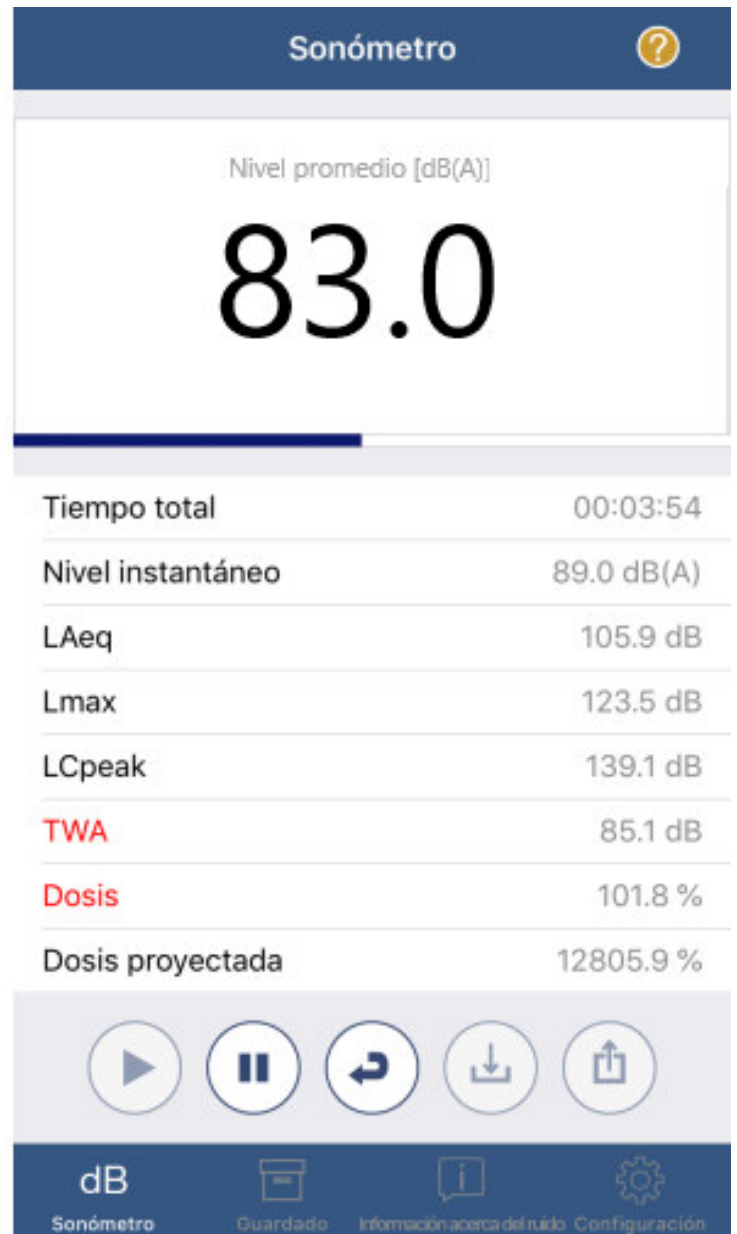 Sonómetro ?
Nivel promedio [dB(A)]
83.0
Tiempo total 00:03:54
Nivel instantáneo 89.0 dB(A)
LAeq 105.9 dB
Lmax 123.5 dB
LCpeak 139.1 dB
TWA 85.1 dB
Dosis 101.8 %
Dosis proyectada 12805.9 %
dB
Sonómetro Guardado Información acerca del ruido Configuración